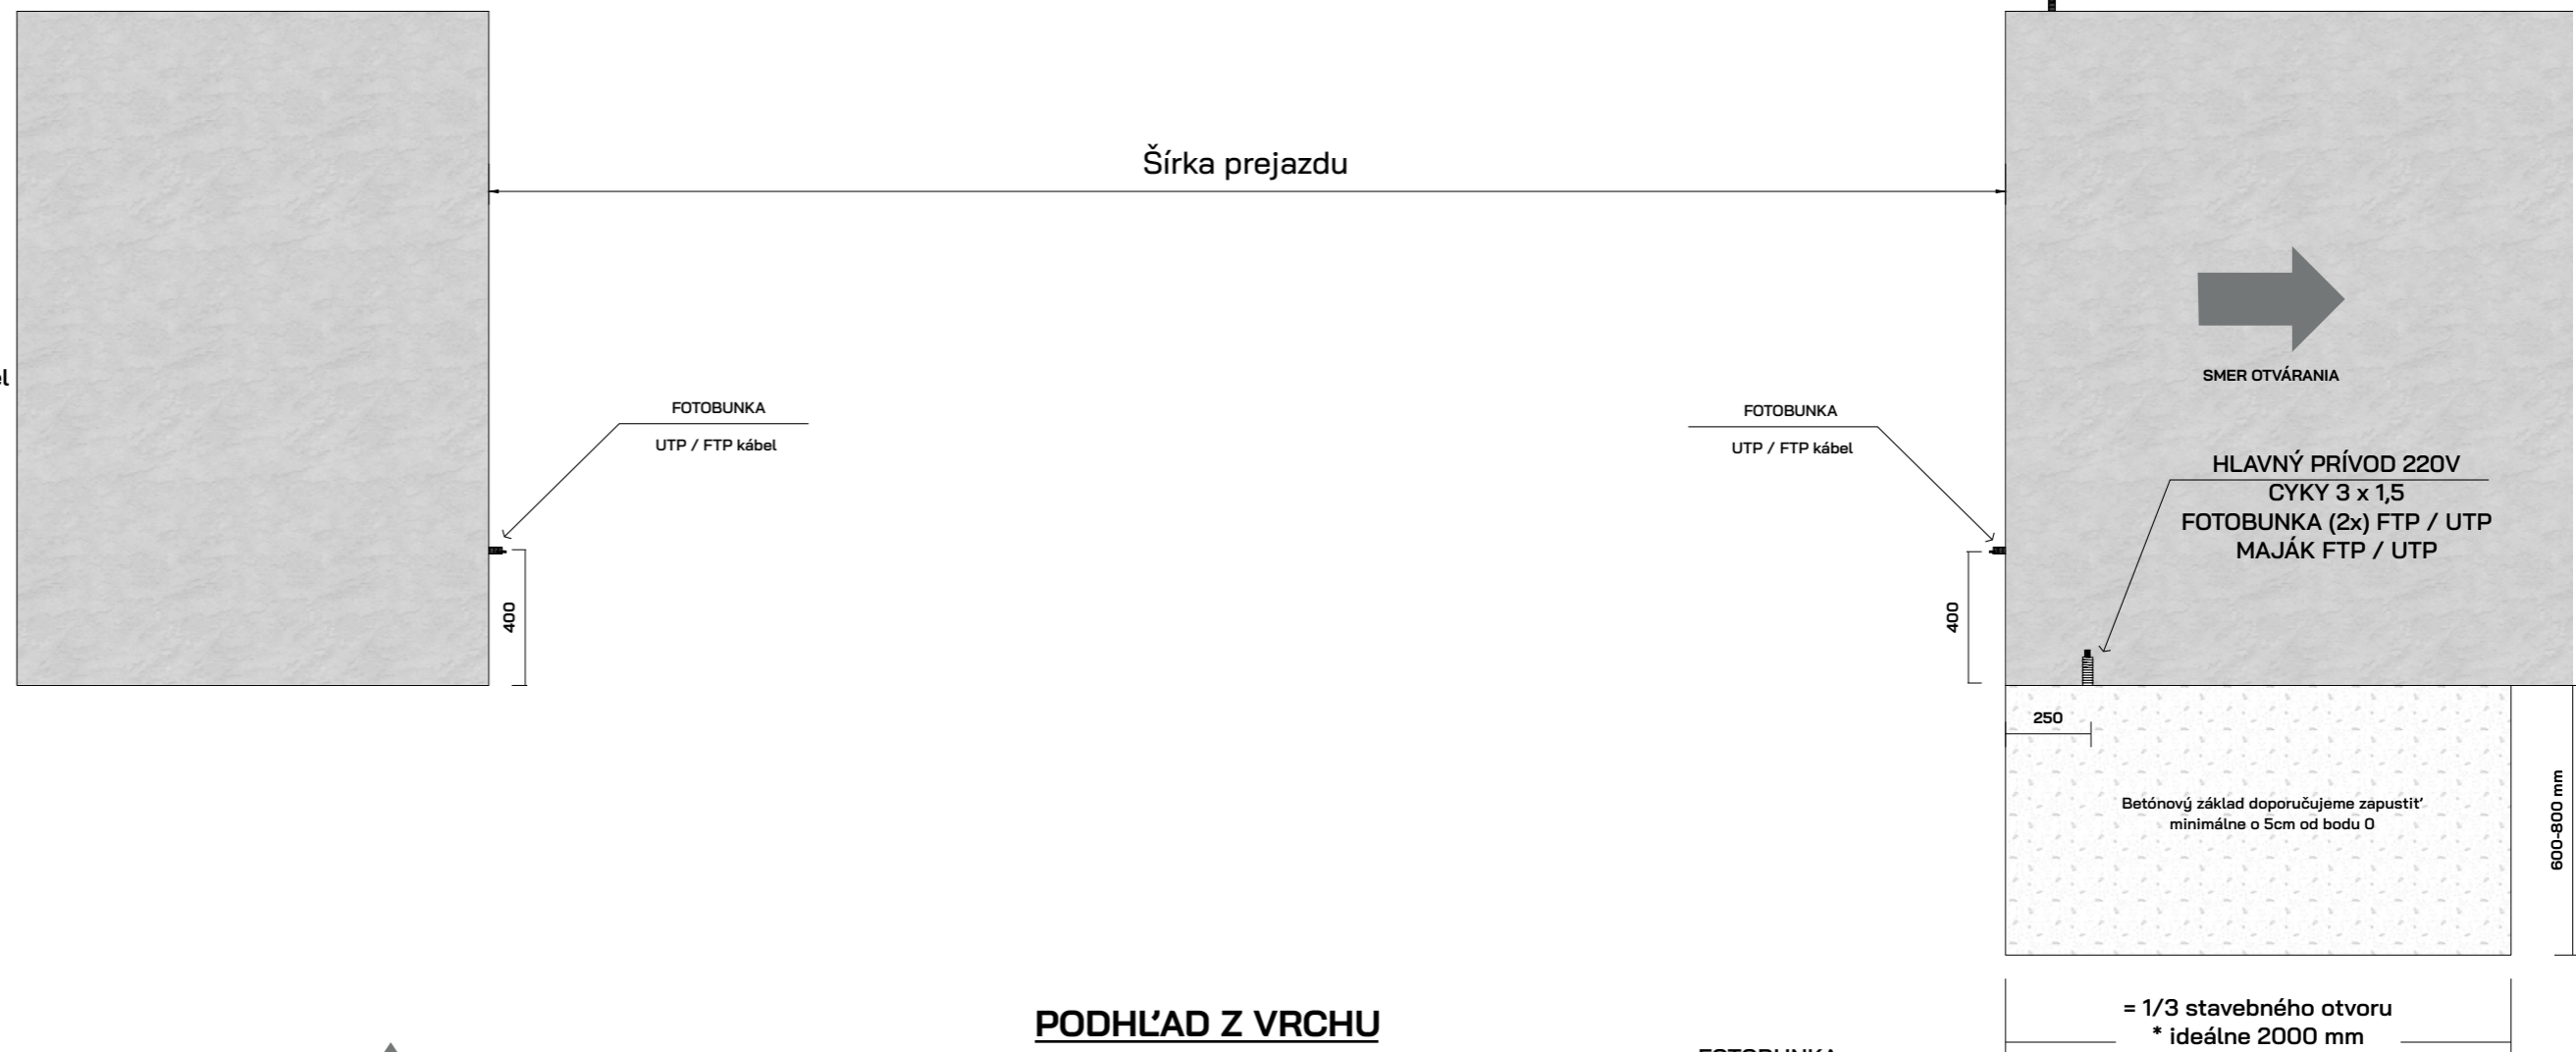 Šírka prejazdu
SMER OTVÁRANIA
FOTOBUNKA
UTP / FTP kábel
FOTOBUNKA
UTP / FTP kábel
HLAVNÝ PRÍVOD 220V
CYKY 3 x 1,5
FOTOBUNKA (2x) FTP / UTP
MAJÁK FTP / UTP
400
400
250
Betónový základ doporučujeme zapustiť
minimálne o 5cm od bodu 0
600-800 mm
= 1/3 stavebného otvoru
* ideálne 2000 mm
PODHĽAD Z VRCHU
FOTOBUNKA